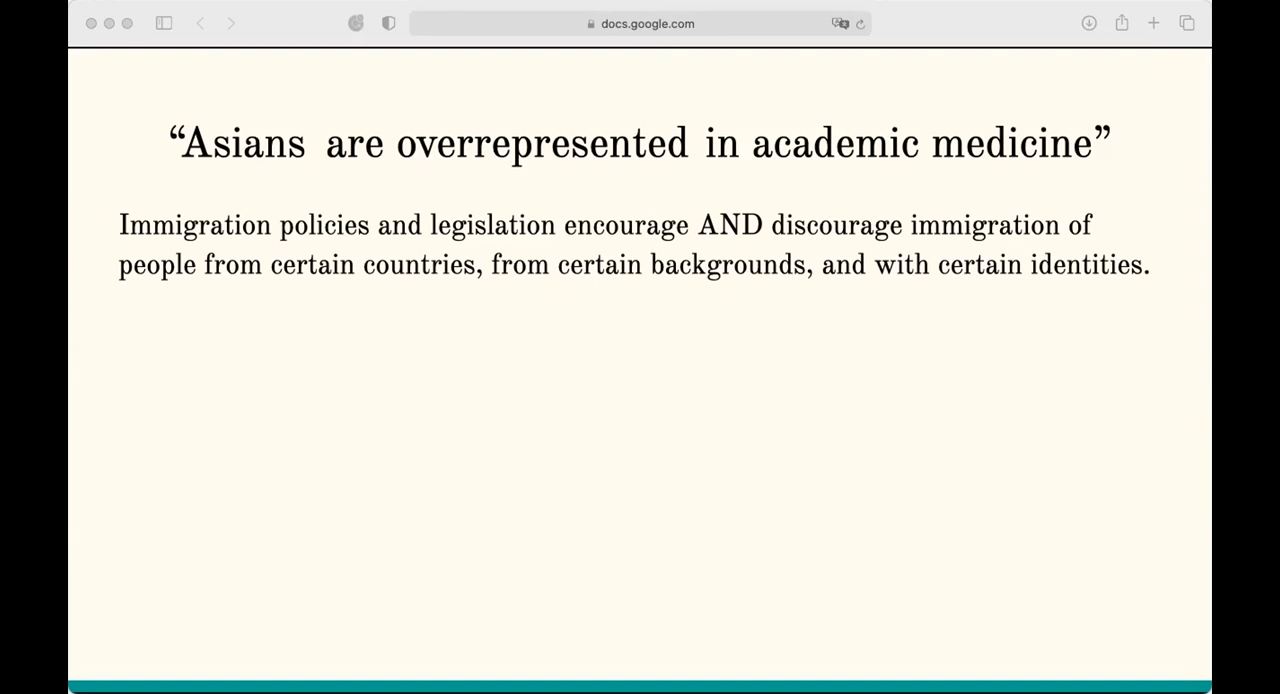 docs.google.com
“Asians are overrepresented in academic medicine”
Immigration policies and legislation encourage AND discourage immigration of
people from certain countries, from certain backgrounds, and with certain identities.